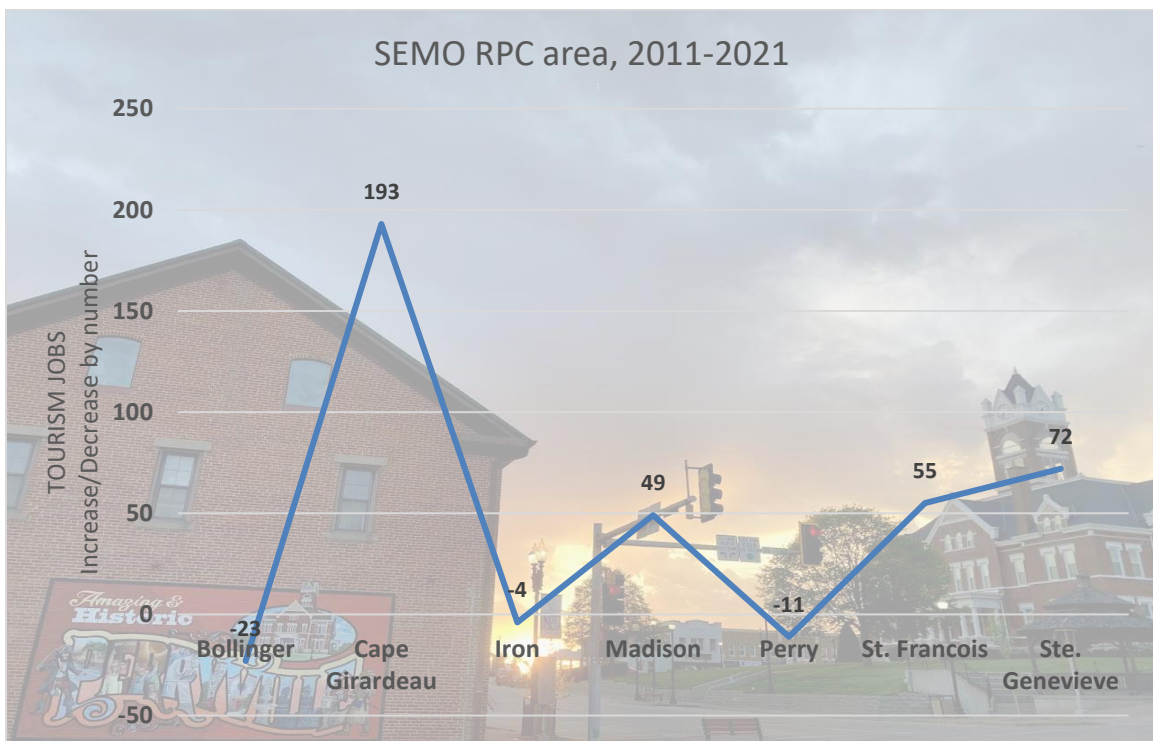 SEMO RPC area, 2011-2021
TOURISM JOBS
Increase/Decrease by number
250
200
150
100
50
0
-50
-23
193
-4
49
-11
55
72
Bollinger
Cape
Girardeau
Iron
Madison
Perry
St. Francois
Ste.
Genevieve
Amazing &
Historic
PERRYVILLE